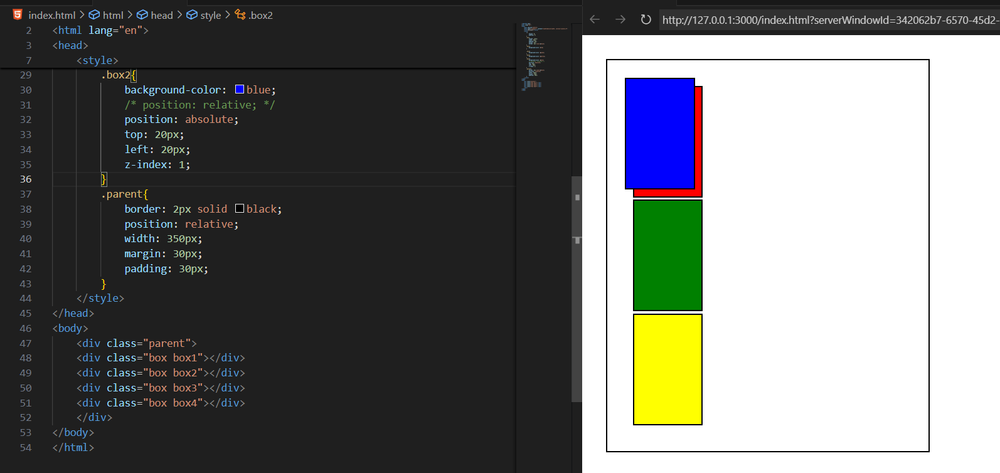 index.html > html > head > style > .box2
2 <html lang="en">
3 <head>
7 <style>
29 .box2{
30 background-color: blue;
31 /* position: relative; */
32 position: absolute;
33 top: 20px;
34 left: 20px;
35 z-index: 1;
36 }
37 .parent{
38 border: 2px solid black;
39 position: relative;
40 width: 350px;
41 margin: 30px;
42 padding: 30px;
43 }
44 </style>
45 </head>
46 <body>
47 <div class="parent">
48 <div class="box box1"></div>
49 <div class="box box2"></div>
50 <div class="box box3"></div>
51 <div class="box box4"></div>
52 </div>
53 </body>
54 </html>
http://127.0.0.1:3000/index.html?serverWindowId=342062b7-6570-45d2-